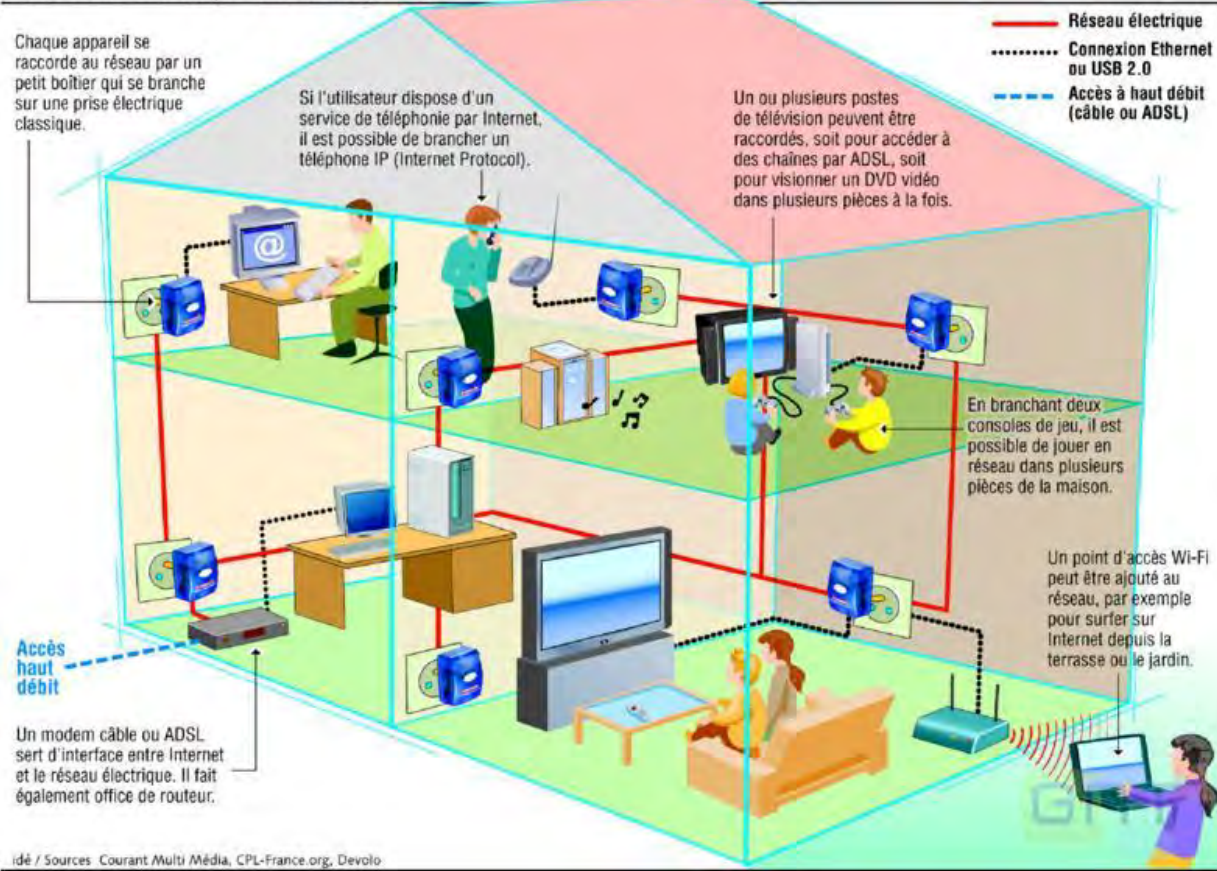 Chaque appareil se
raccorde au réseau par un
petit boîtier qui se branche
sur une prise électrique
classique.
Si l'utilisateur dispose d'un
service de téléphonie par Internet,
il est possible de brancher un
téléphone IP (Internet Protocol).
Un ou plusieurs postes
de télévision peuvent être
raccordés, soit pour accéder à
des chaînes par ADSL, soit
pour visionner un DVD vidéo
dans plusieurs pièces à la fois.
Réseau électrique
Connexion Ethernet
ou USB 2.0
Accès à haut débit
(câble ou ADSL)
@
En branchant deux
consoles de jeu, il est
possible de jouer en
réseau dans plusieurs
pièces de la maison.
Un point d'accès Wi-Fi
peut être ajouté au
réseau, par exemple
pour surfer sur
Internet depuis la
terrasse ou le jardin.
Accès
haut
débit
Un modem câble ou ADSL
sert d'interface entre Internet
et le réseau électrique. Il fait
également office de routeur.
idé / Sources Courant Multi Média, CPL-France.org, Devolo